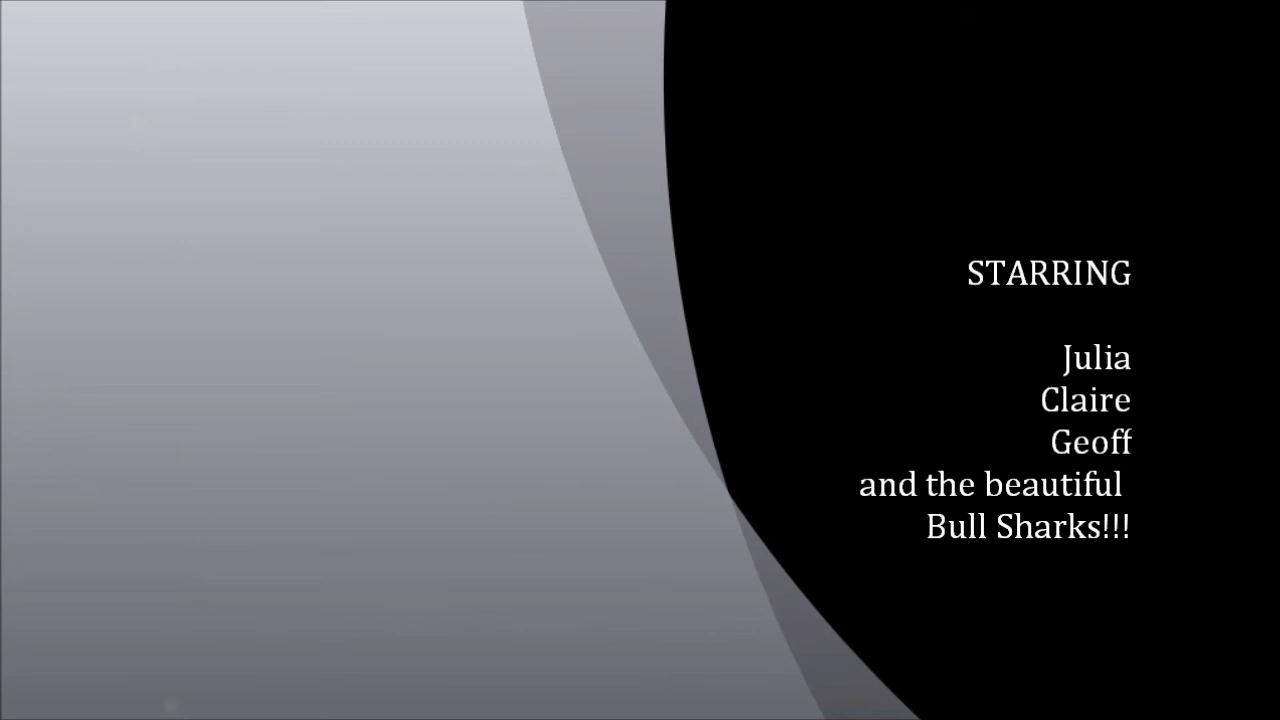 STARRING
Julia
Claire
Geoff
and the beautiful
Bull Sharks!!!